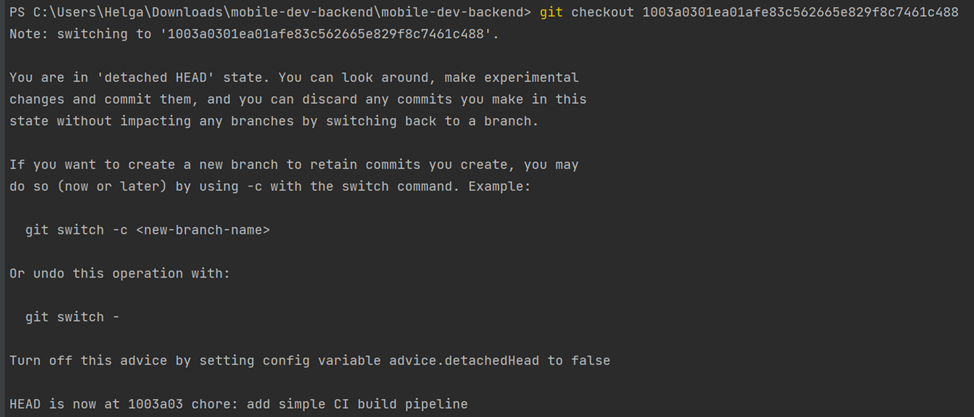 PS C:\Users\Helga\Downloads\mobile-dev-backend\mobile-dev-backend> git checkout 1003a0301ea01afe83c562665e829f8c7461c488
Note: switching to '1003a0301ea01afe83c562665e829f8c7461c488'.
You are in 'detached HEAD' state. You can look around, make experimental
changes and commit them, and you can discard any commits you make in this
state without impacting any branches by switching back to a branch.
If you want to create a new branch to retain commits you create, you may
do so (now or later) by using -c with the switch command. Example:
git switch -c <new-branch-name>
Or undo this operation with:
git switch -
Turn off this advice by setting config variable advice.detachedHead to false
HEAD is now at 1003a03 chore: add simple CI build pipeline